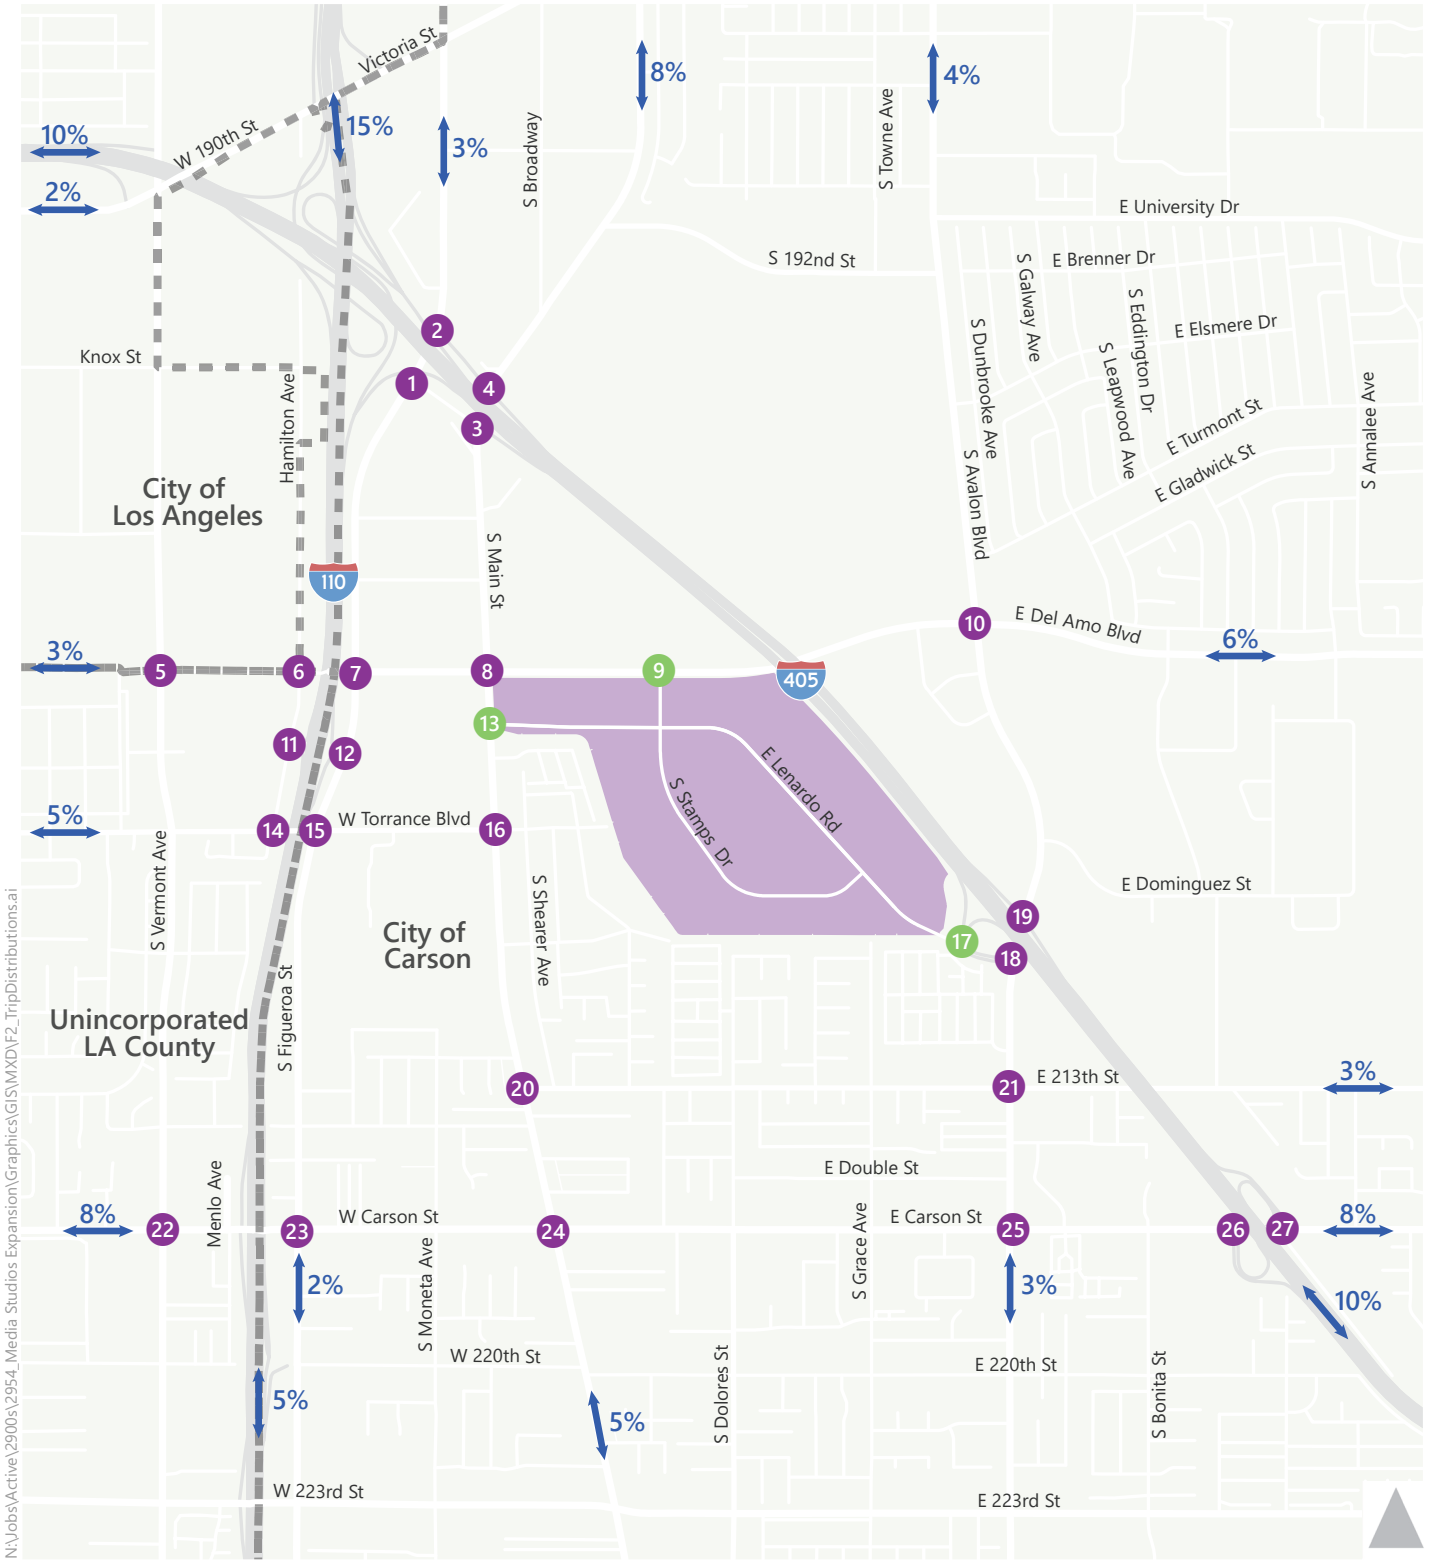 Victoria St
8%
4%
10%
W 190th St
15%
3%
2%
S Broadway
S Towne Ave
E University Dr
S 192nd St
E Brenner Dr
S Galway Ave
S Eddington Dr
E Elsmere Dr
2
Knox St
Hamilton Ave
1
4
3
S Dunbrooke Ave
S Leapwood Ave
E Turmont St
E Gladwick St
S Annalee Ave
City of
Los Angeles
S Avalon Blvd
S Main St
110
10
E Del Amo Blvd
6%
3%
5
6
7
8
9
405
13
11
12
E Lenardo Rd
S Stamps Dr
5%
14
15
W Torrance Blvd
16
S Vermont Ave
S Shearer Ave
E Dominguez St
City of
Carson
19
17
18
Unincorporated
LA County
S Figueroa St
20
21
E 213th St
3%
E Double St
Menlo Ave
8%
22
23
W Carson St
24
E Carson St
25
26
27
8%
S Grace Ave
S Moneta Ave
2%
3%
10%
W 220th St
E 220th St
S Dolores St
S Bonita St
5%
5%
W 223rd St
E 223rd St
N:\Jobs\Active\2900s\2954_Media Studios Expansion\Graphics\GIS\MXD\F2_TripDistributions.ai